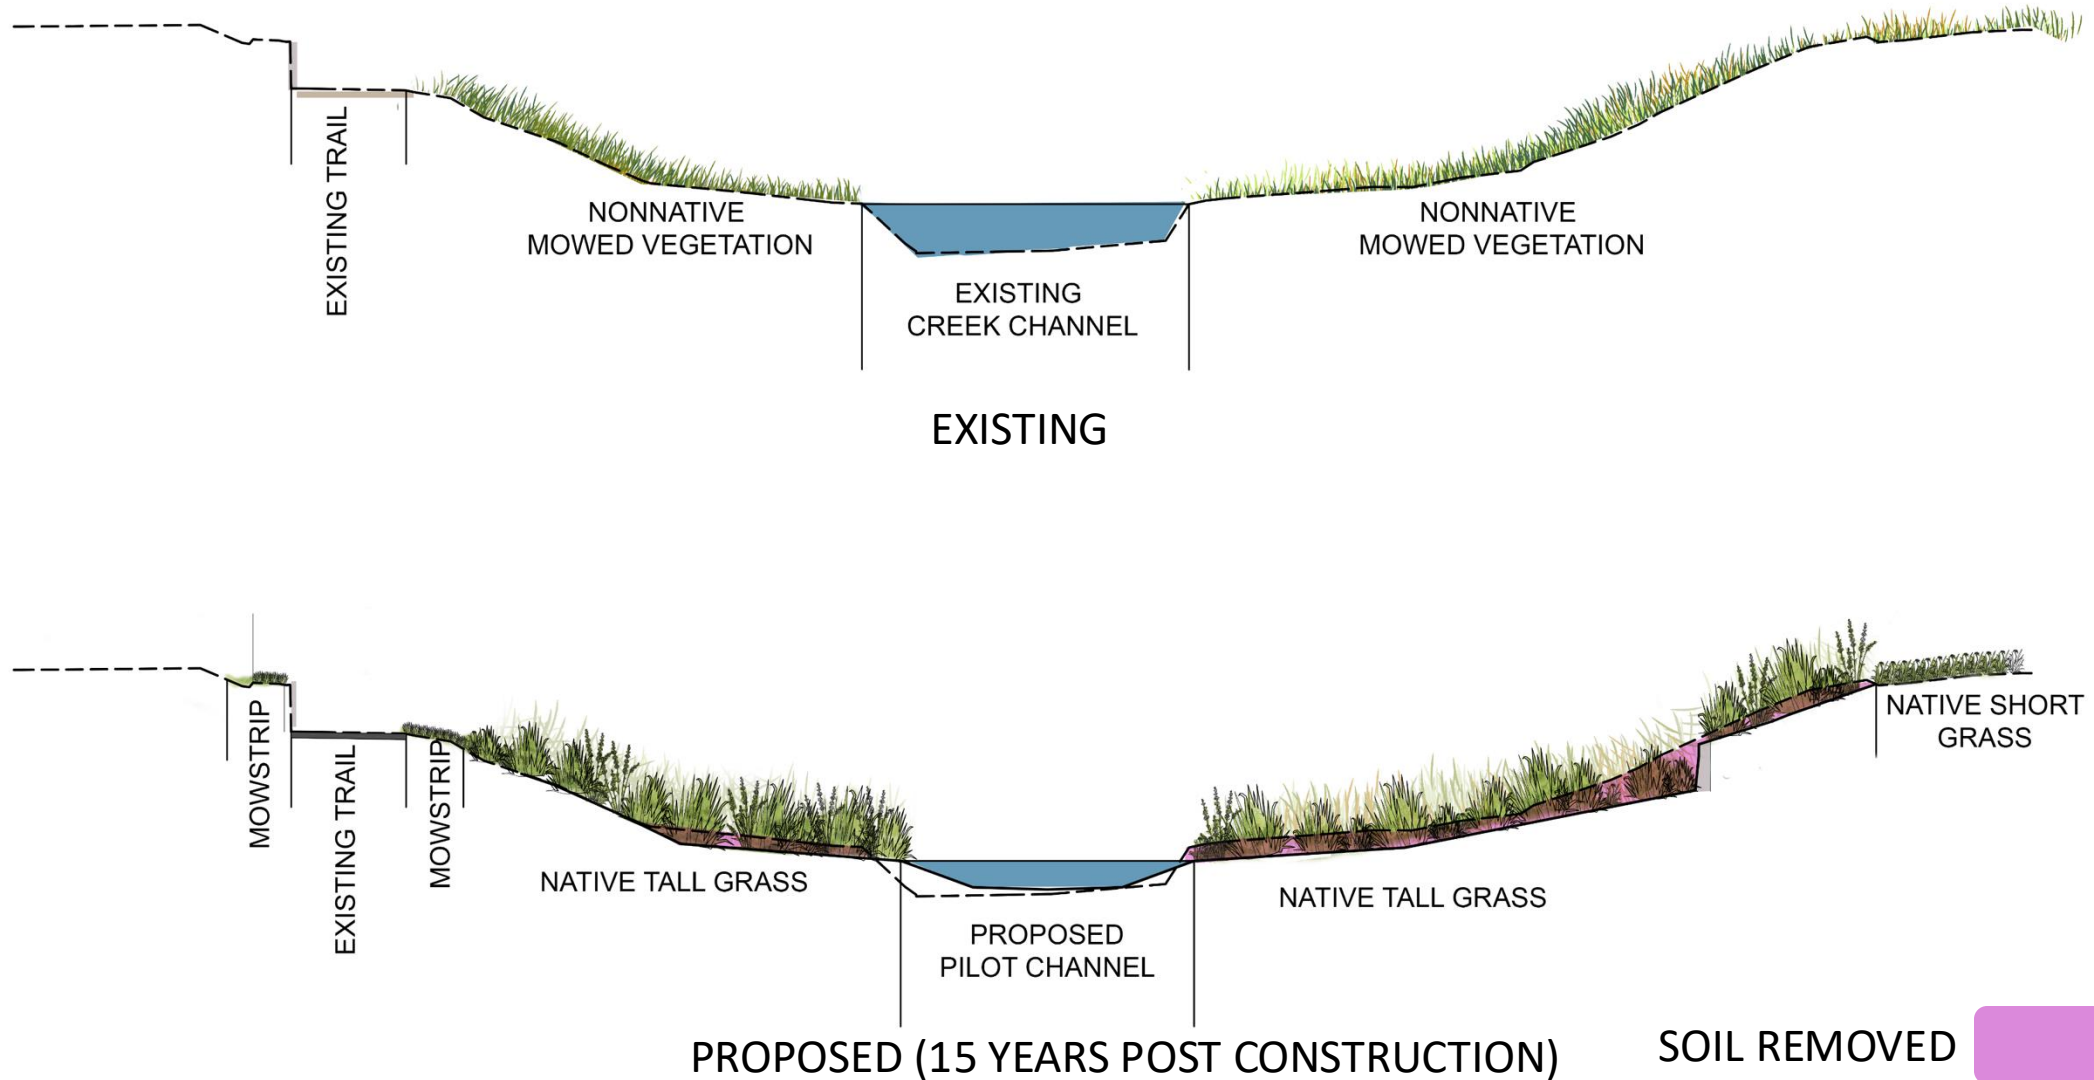 EXISTING TRAIL
NONNATIVE
MOWED VEGETATION
EXISTING
CREEK CHANNEL
NONNATIVE
MOWED VEGETATION
EXISTING
MOWSTRIP
EXISTING TRAIL
MOWSTRIP
NATIVE TALL GRASS
PROPOSED
PILOT CHANNEL
NATIVE TALL GRASS
NATIVE SHORT
GRASS
PROPOSED (15 YEARS POST CONSTRUCTION)
SOIL REMOVED